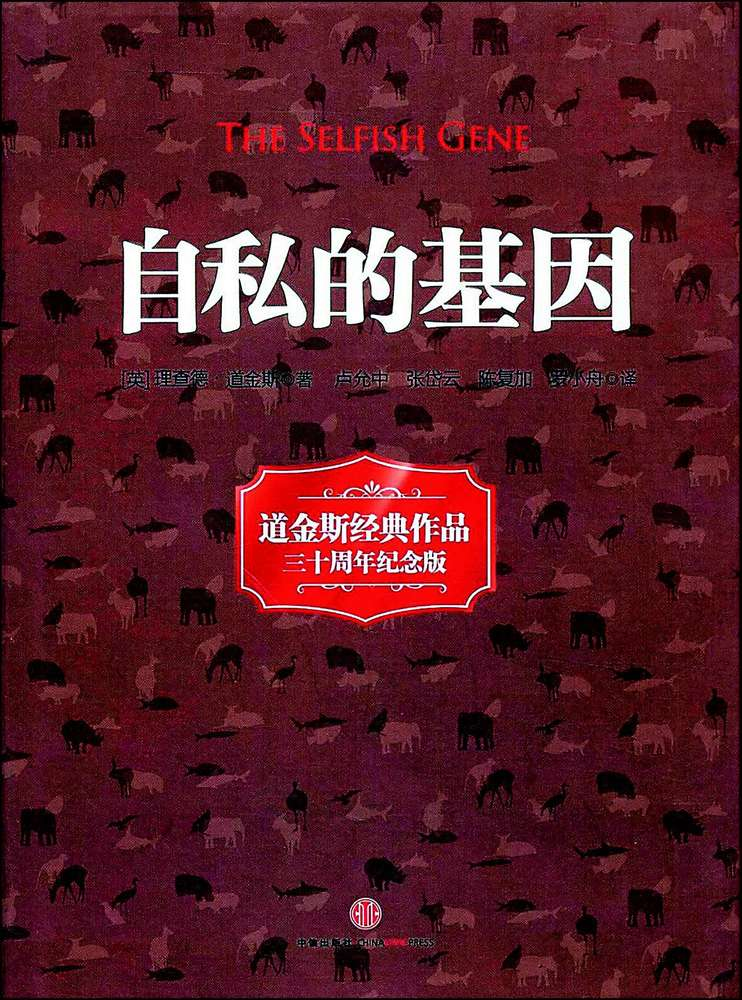 THE SELFISH GENE
自私的基因
[英] 理查德·道金斯◎著 卢允中 张岱云 陈复加 罗小舟◎译
道金斯经典作品
三十周年纪念版
中信出版社·CHINA CITIC PRESS